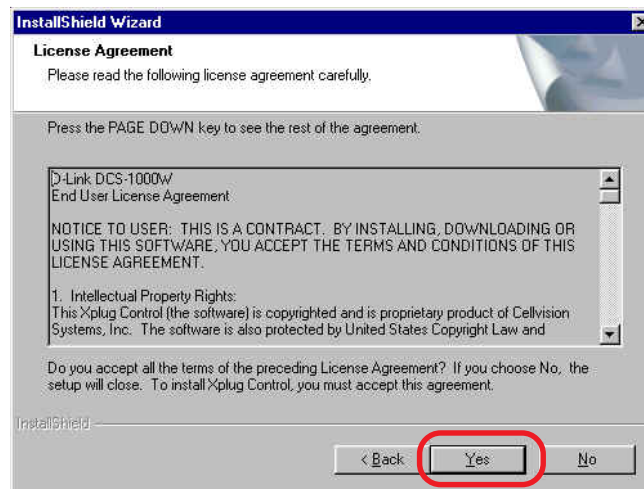 InstallShield Wizard
License Agreement
Please read the following license agreement carefully.
Press the PAGE DOWN key to see the rest of the agreement.
D-Link DCS-1000W
End User License Agreement
NOTICE TO USER:  THIS IS A CONTRACT.  BY INSTALLING, DOWNLOADING OR
USING THIS SOFTWARE, YOU ACCEPT THE TERMS AND CONDITIONS OF THIS
LICENSE AGREEMENT.
1.  Intellectual Property Rights:
This Xplug Control (the software) is copyrighted and is proprietary product of Cellvision
Systems, Inc.  The software is also protected by United States Copyright Law and
Do you accept all the terms of the preceding License Agreement?  If you choose No,  the
setup will close.  To install Xplug Control, you must accept this agreement.
InstallShield
< Back
Yes
No